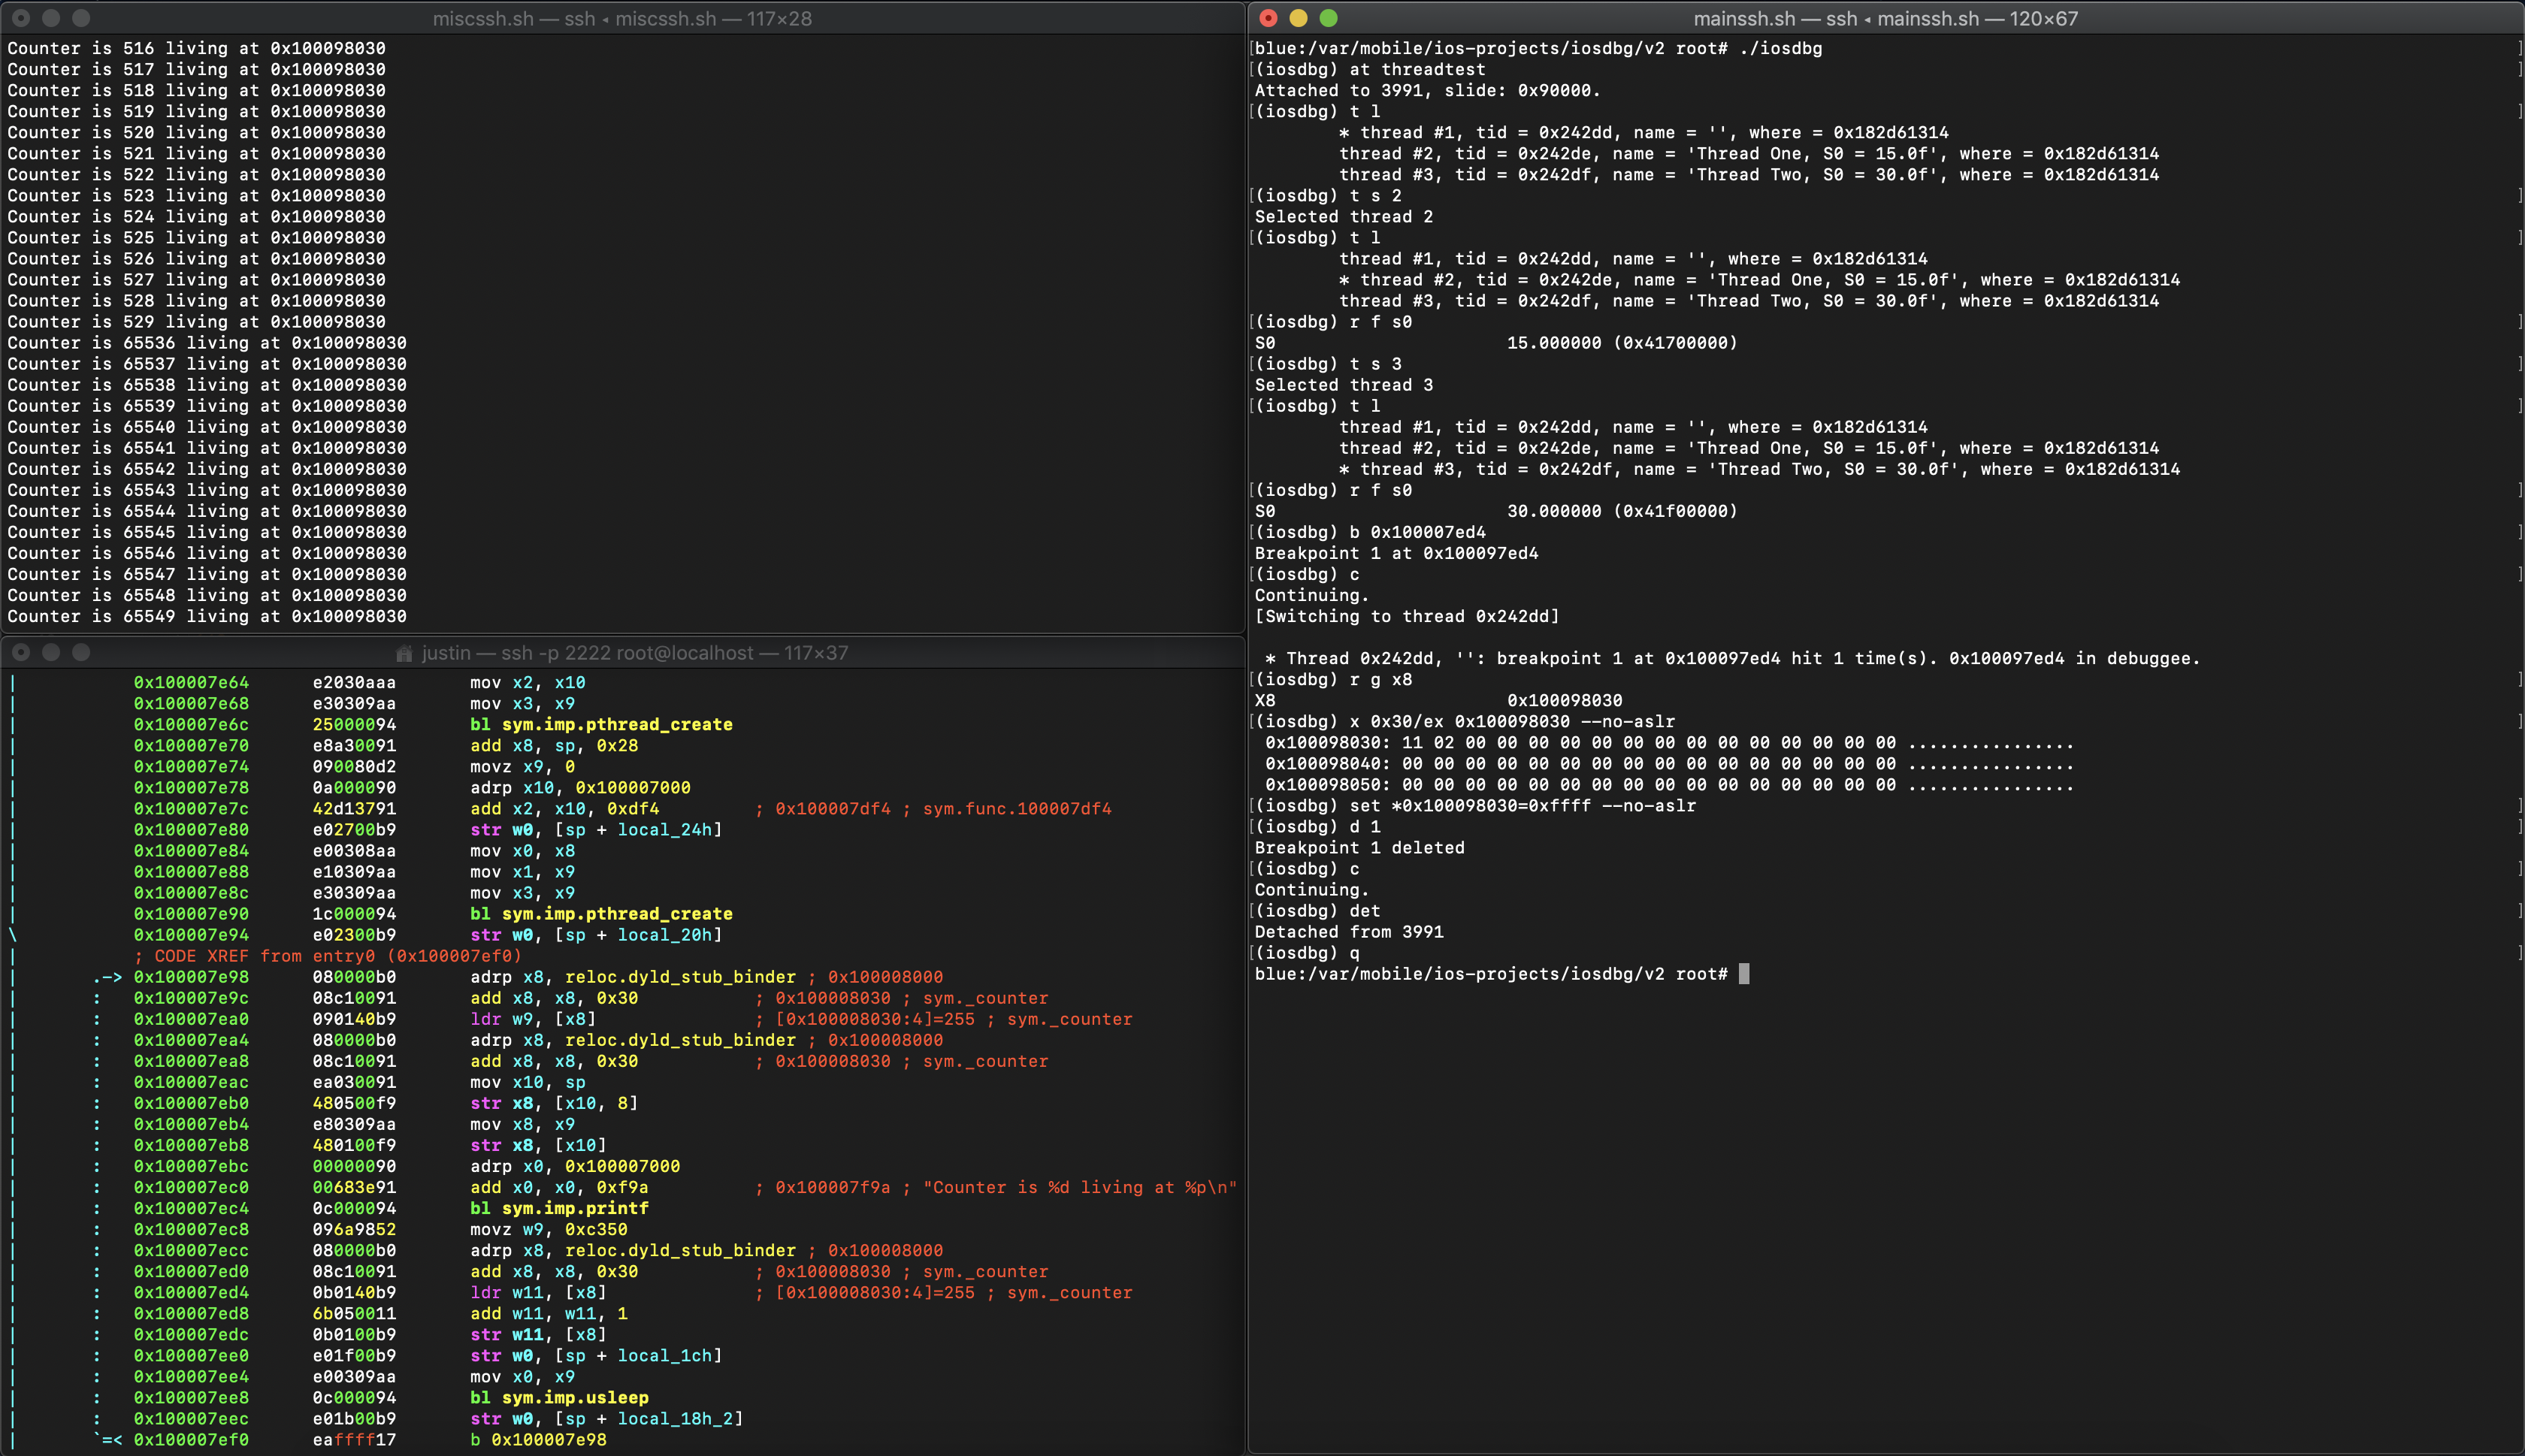 miscssh.sh — ssh ◂ miscssh.sh — 117×28
Counter is 516 living at 0x100098030
Counter is 517 living at 0x100098030
Counter is 518 living at 0x100098030
Counter is 519 living at 0x100098030
Counter is 520 living at 0x100098030
Counter is 521 living at 0x100098030
Counter is 522 living at 0x100098030
Counter is 523 living at 0x100098030
Counter is 524 living at 0x100098030
Counter is 525 living at 0x100098030
Counter is 526 living at 0x100098030
Counter is 527 living at 0x100098030
Counter is 528 living at 0x100098030
Counter is 529 living at 0x100098030
Counter is 65536 living at 0x100098030
Counter is 65537 living at 0x100098030
Counter is 65538 living at 0x100098030
Counter is 65539 living at 0x100098030
Counter is 65540 living at 0x100098030
Counter is 65541 living at 0x100098030
Counter is 65542 living at 0x100098030
Counter is 65543 living at 0x100098030
Counter is 65544 living at 0x100098030
Counter is 65545 living at 0x100098030
Counter is 65546 living at 0x100098030
Counter is 65547 living at 0x100098030
Counter is 65548 living at 0x100098030
Counter is 65549 living at 0x100098030
justin — ssh -p 2222 root@localhost — 117×37
| 0x100007e64 e2030aaa mov x2, x10
| 0x100007e68 e30309aa mov x3, x9
| 0x100007e6c 25000094 bl sym.imp.pthread_create
| 0x100007e70 e8a30091 add x8, sp, 0x28
| 0x100007e74 090080d2 movz x9, 0
| 0x100007e78 0a000090 adrp x10, 0x100007000
| 0x100007e7c 42d13791 add x2, x10, 0xdf4 ; 0x100007df4 ; sym.func.100007df4
| 0x100007e80 e02700b9 str w0, [sp + local_24h]
| 0x100007e84 e00308aa mov x0, x8
| 0x100007e88 e10309aa mov x1, x9
| 0x100007e8c e30309aa mov x3, x9
| 0x100007e90 1c000094 bl sym.imp.pthread_create
\ 0x100007e94 e02300b9 str w0, [sp + local_20h]
| ; CODE XREF from entry0 (0x100007ef0)
| .-> 0x100007e98 080000b0 adrp x8, reloc.dyld_stub_binder ; 0x100008000
| : 0x100007e9c 08c10091 add x8, x8, 0x30 ; 0x100008030 ; sym._counter
| : 0x100007ea0 090140b9 ldr w9, [x8] ; [0x100008030:4]=255 ; sym._counter
| : 0x100007ea4 080000b0 adrp x8, reloc.dyld_stub_binder ; 0x100008000
| : 0x100007ea8 08c10091 add x8, x8, 0x30 ; 0x100008030 ; sym._counter
| : 0x100007eac ea030091 mov x10, sp
| : 0x100007eb0 480500f9 str x8, [x10, 8]
| : 0x100007eb4 e80309aa mov x8, x9
| : 0x100007eb8 480100f9 str x8, [x10]
| : 0x100007ebc 00000090 adrp x0, 0x100007000
| : 0x100007ec0 00683e91 add x0, x0, 0xf9a ; 0x100007f9a ; "Counter is %d living at %p\n"
| : 0x100007ec4 0c000094 bl sym.imp.printf
| : 0x100007ec8 096a9852 movz w9, 0xc350
| : 0x100007ecc 080000b0 adrp x8, reloc.dyld_stub_binder ; 0x100008000
| : 0x100007ed0 08c10091 add x8, x8, 0x30 ; 0x100008030 ; sym._counter
| : 0x100007ed4 0b0140b9 ldr w11, [x8] ; [0x100008030:4]=255 ; sym._counter
| : 0x100007ed8 6b050011 add w11, w11, 1
| : 0x100007edc 0b0100b9 str w11, [x8]
| : 0x100007ee0 e01f00b9 str w0, [sp + local_1ch]
| : 0x100007ee4 e00309aa mov x0, x9
| : 0x100007ee8 0c000094 bl sym.imp.usleep
| : 0x100007eec e01b00b9 str w0, [sp + local_18h_2]
| `=< 0x100007ef0 eaffff17 b 0x100007e98
mainssh.sh — ssh ◂ mainssh.sh — 120×67
[blue:/var/mobile/ios-projects/iosdbg/v2 root# ./iosdbg ]
[(iosdbg) at threadtest ]
Attached to 3991, slide: 0x90000.
[(iosdbg) t l ]
* thread #1, tid = 0x242dd, name = '', where = 0x182d61314
thread #2, tid = 0x242de, name = 'Thread One, S0 = 15.0f', where = 0x182d61314
thread #3, tid = 0x242df, name = 'Thread Two, S0 = 30.0f', where = 0x182d61314
[(iosdbg) t s 2 ]
Selected thread 2
[(iosdbg) t l ]
thread #1, tid = 0x242dd, name = '', where = 0x182d61314
* thread #2, tid = 0x242de, name = 'Thread One, S0 = 15.0f', where = 0x182d61314
thread #3, tid = 0x242df, name = 'Thread Two, S0 = 30.0f', where = 0x182d61314
[(iosdbg) r f s0 ]
S0 15.000000 (0x41700000)
[(iosdbg) t s 3 ]
Selected thread 3
[(iosdbg) t l ]
thread #1, tid = 0x242dd, name = '', where = 0x182d61314
thread #2, tid = 0x242de, name = 'Thread One, S0 = 15.0f', where = 0x182d61314
* thread #3, tid = 0x242df, name = 'Thread Two, S0 = 30.0f', where = 0x182d61314
[(iosdbg) r f s0 ]
S0 30.000000 (0x41f00000)
[(iosdbg) b 0x100007ed4 ]
Breakpoint 1 at 0x100097ed4
[(iosdbg) c ]
Continuing.
[Switching to thread 0x242dd]
* Thread 0x242dd, '': breakpoint 1 at 0x100097ed4 hit 1 time(s). 0x100097ed4 in debuggee.
[(iosdbg) r g x8 ]
X8 0x100098030
[(iosdbg) x 0x30/ex 0x100098030 --no-aslr ]
0x100098030: 11 02 00 00 00 00 00 00 00 00 00 00 00 00 00 00 ................
0x100098040: 00 00 00 00 00 00 00 00 00 00 00 00 00 00 00 00 ................
0x100098050: 00 00 00 00 00 00 00 00 00 00 00 00 00 00 00 00 ................
[(iosdbg) set *0x100098030=0xffff --no-aslr ]
[(iosdbg) d 1 ]
Breakpoint 1 deleted
[(iosdbg) c ]
Continuing.
[(iosdbg) det ]
Detached from 3991
[(iosdbg) q ]
blue:/var/mobile/ios-projects/iosdbg/v2 root#